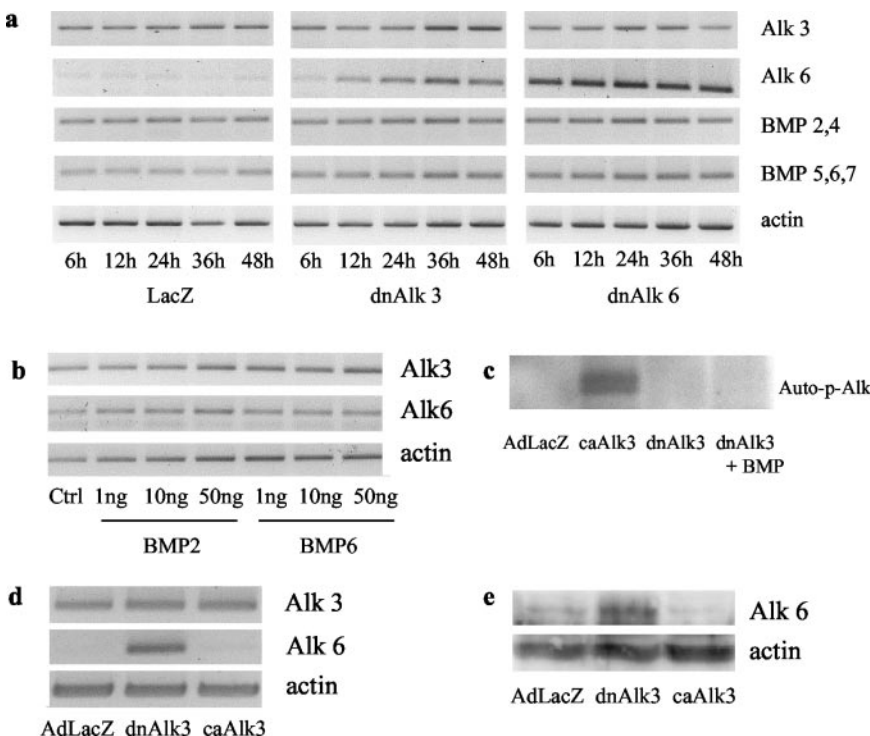 a
Alk 3
Alk 6
BMP 2,4
BMP 5,6,7
actin
6h 12h 24h 36h 48h 6h 12h 24h 36h 48h 6h 12h 24h 36h 48h
LacZ dnAlk 3 dnAlk 6
b
Alk3
Alk6
actin
Ctrl 1ng 10ng 50ng 1ng 10ng 50ng
BMP2 BMP6
c
Auto-p-Alk
AdLacZ caAlk3 dnAlk3 dnAlk3
+ BMP
d
Alk 3
Alk 6
actin
AdLacZ dnAlk3 caAlk3
e
Alk 6
actin
AdLacZ dnAlk3 caAlk3